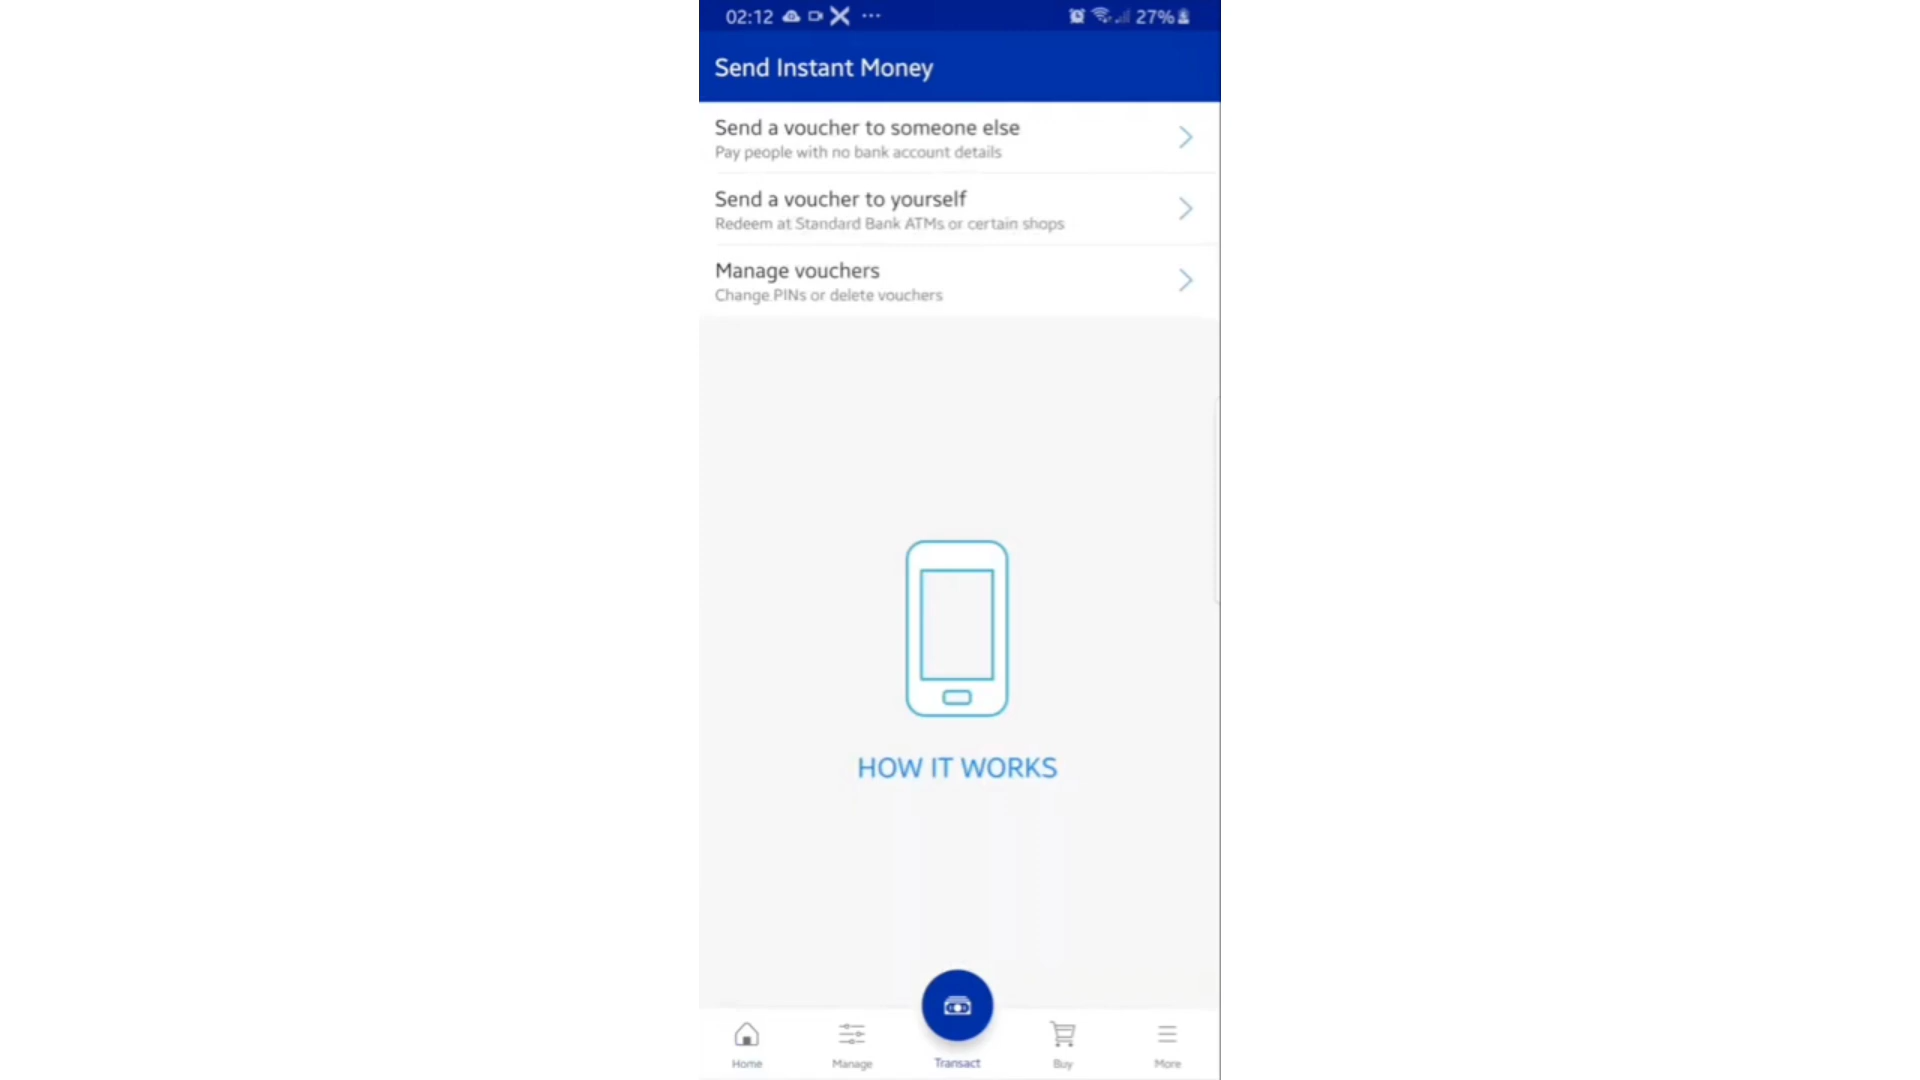 02:12 27%
Send Instant Money
Send a voucher to someone else
Pay people with no bank account details
Send a voucher to yourself
Redeem at Standard Bank ATMs or certain shops
Manage vouchers
Change PINs or delete vouchers
HOW IT WORKS
Home Manage Transact Buy More